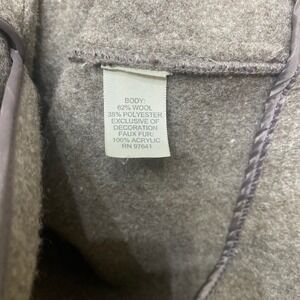 BODY:
62% WOOL
38% POLYESTER
EXCLUSIVE OF
DECORATION
FAUX FUR:
100% ACRYLIC
RN 97641